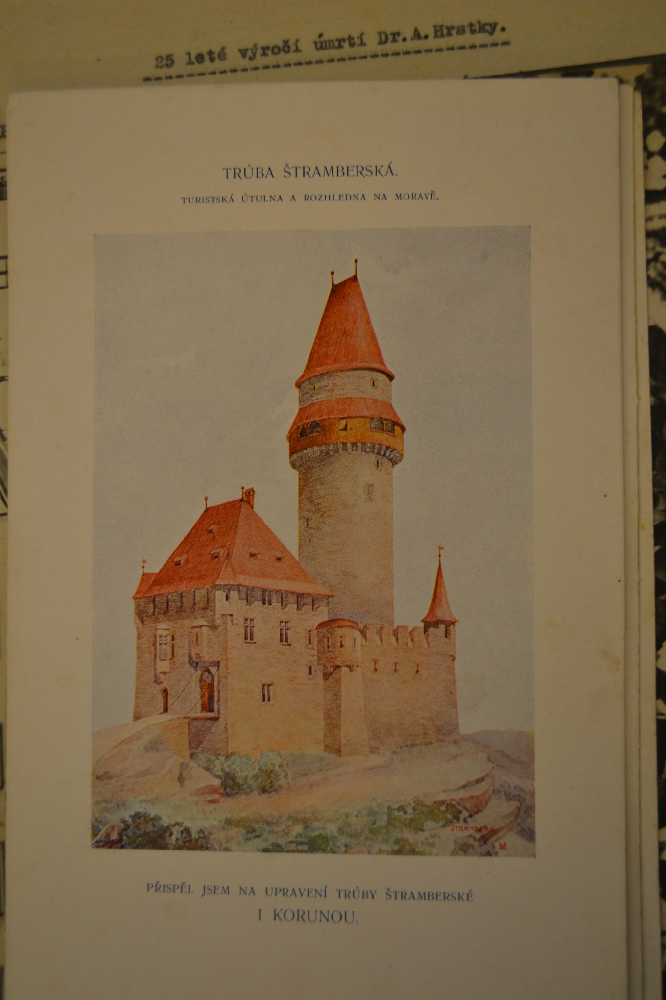 25 leté výročí úmrtí Dr.A.Hrstky.
TRÚBA ŠTRAMBERSKÁ.
TURISTSKÁ ÚTULNA A ROZHLEDNA NA MORAVĚ.
ŠTRAMBERK
PŘISPĚL JSEM NA UPRAVENÍ TRÚBY ŠTRAMBERSKÉ
1 KORUNOU.